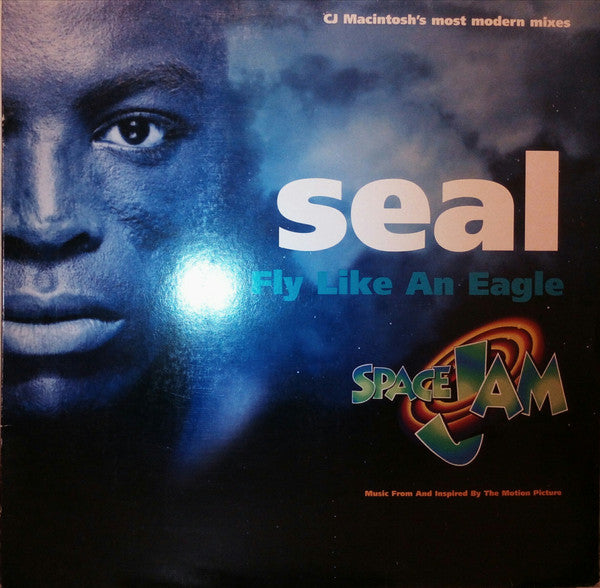 CJ Macintosh's most modern mixes
seal
Fly Like An Eagle
SPACE JAM
Music From And Inspired By The Motion Picture